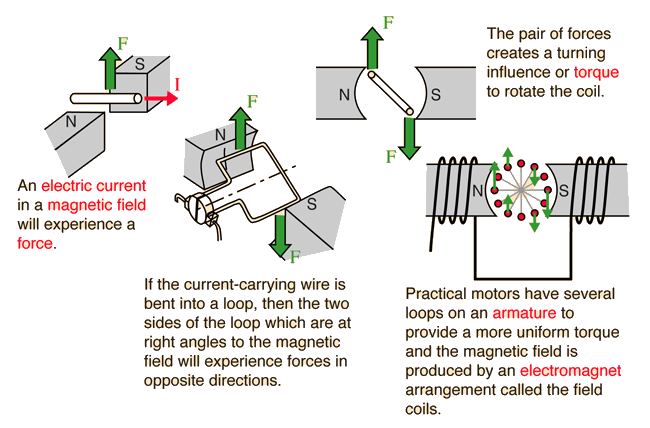 F
S
I
N
An electric current
in a magnetic field
will experience a
force.
F
N
S
F
If the current-carrying wire is
bent into a loop, then the two
sides of the loop which are at
right angles to the magnetic
field will experience forces in
opposite directions.
F
N
S
F
The pair of forces
creates a turning
influence or torque
to rotate the coil.
N
S
Practical motors have several
loops on an armature to
provide a more uniform torque
and the magnetic field is
produced by an electromagnet
arrangement called the field
coils.